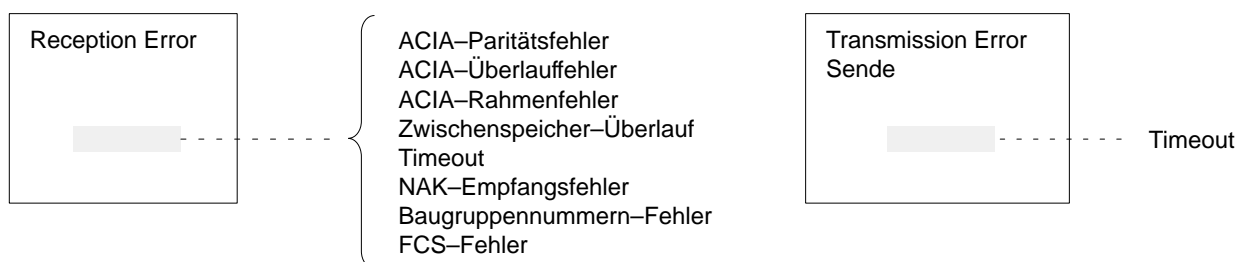 Reception Error
ACIA–Paritätsfehler
ACIA–Überlauffehler
ACIA–Rahmenfehler
Zwischenspeicher–Überlauf
Timeout
NAK–Empfangsfehler
Baugruppennummern–Fehler
FCS–Fehler
Transmission Error
Sende
Timeout